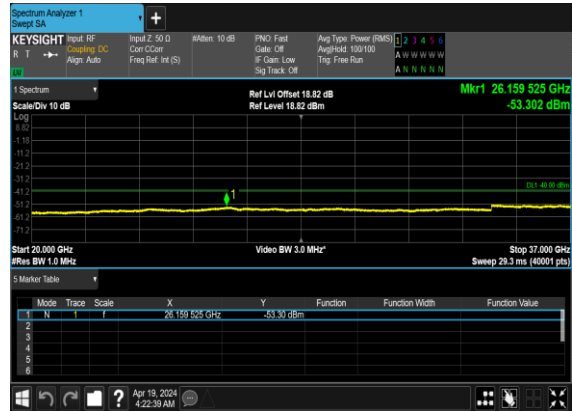 Spectrum Analyzer 1
Swept SA
KEYSIGHT Input: RF Input Z: 50 Ω #Atten: 10 dB PNO: Fast Avg Type: Power (RMS) 1 2 3 4 5 6
R T Coupling: DC Corr CCorr Gate: Off Avg|Hold: 100/100 A W W W W W
Align: Auto Freq Ref: Int (S) IF Gain: Low Trig: Free Run A N N N N N
Sig Track: Off
1 Spectrum
Ref Lvl Offset 18.82 dB Mkr1 26.159 525 GHz
Scale/Div 10 dB Ref Level 18.82 dBm -53.302 dBm
Log
8.82
-1.18
-11.2
-21.2
-31.2
-41.2 DL1 -40.00 dBm
1
-51.2
-61.2
-71.2
Start 20.000 GHz Video BW 3.0 MHz* Stop 37.000 GHz
#Res BW 1.0 MHz Sweep 29.3 ms (40001 pts)
5 Marker Table
Mode Trace Scale X Y Function Function Width Function Value
1 N 1 f 26.159 525 GHz -53.30 dBm
2
3
4
5
6
? Apr 19, 2024
4:22:39 AM